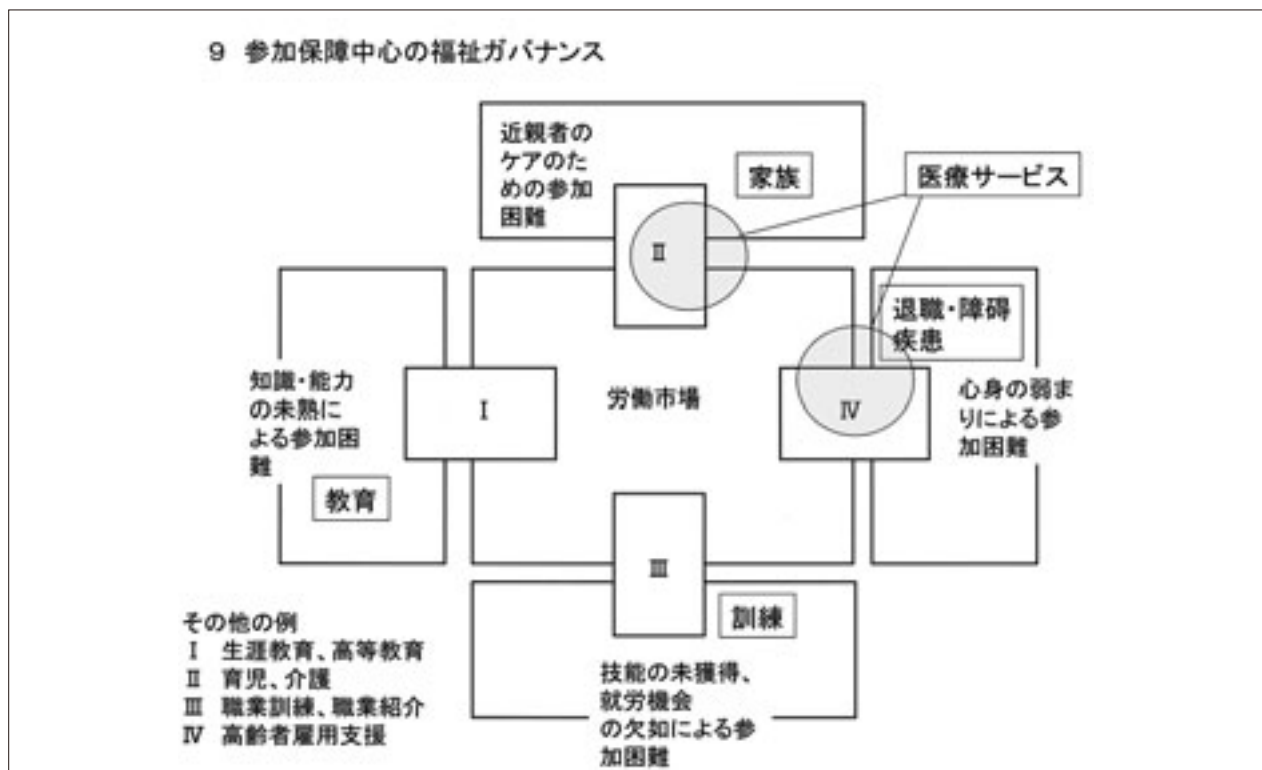 9 参加保障中心の福祉ガバナンス
近親者の
ケアのた
めの参加
困難
家族
医療サービス
Ⅱ
退職・障碍
疾患
知識・能力
の未熟に
よる参加困
難
Ⅰ
労働市場
Ⅳ
心身の弱ま
りによる参
加困難
教育
Ⅲ
訓練
技能の未獲得、
就労機会
の欠如による参
加困難
その他の例
Ⅰ 生涯教育、高等教育
Ⅱ 育児、介護
Ⅲ 職業訓練、職業紹介
Ⅳ 高齢者雇用支援